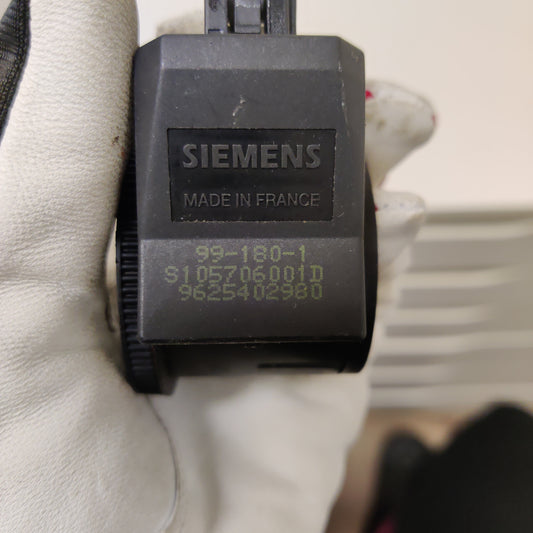 SIEMENS
MADE IN FRANCE
99-180-1
S105706001D
9625402980